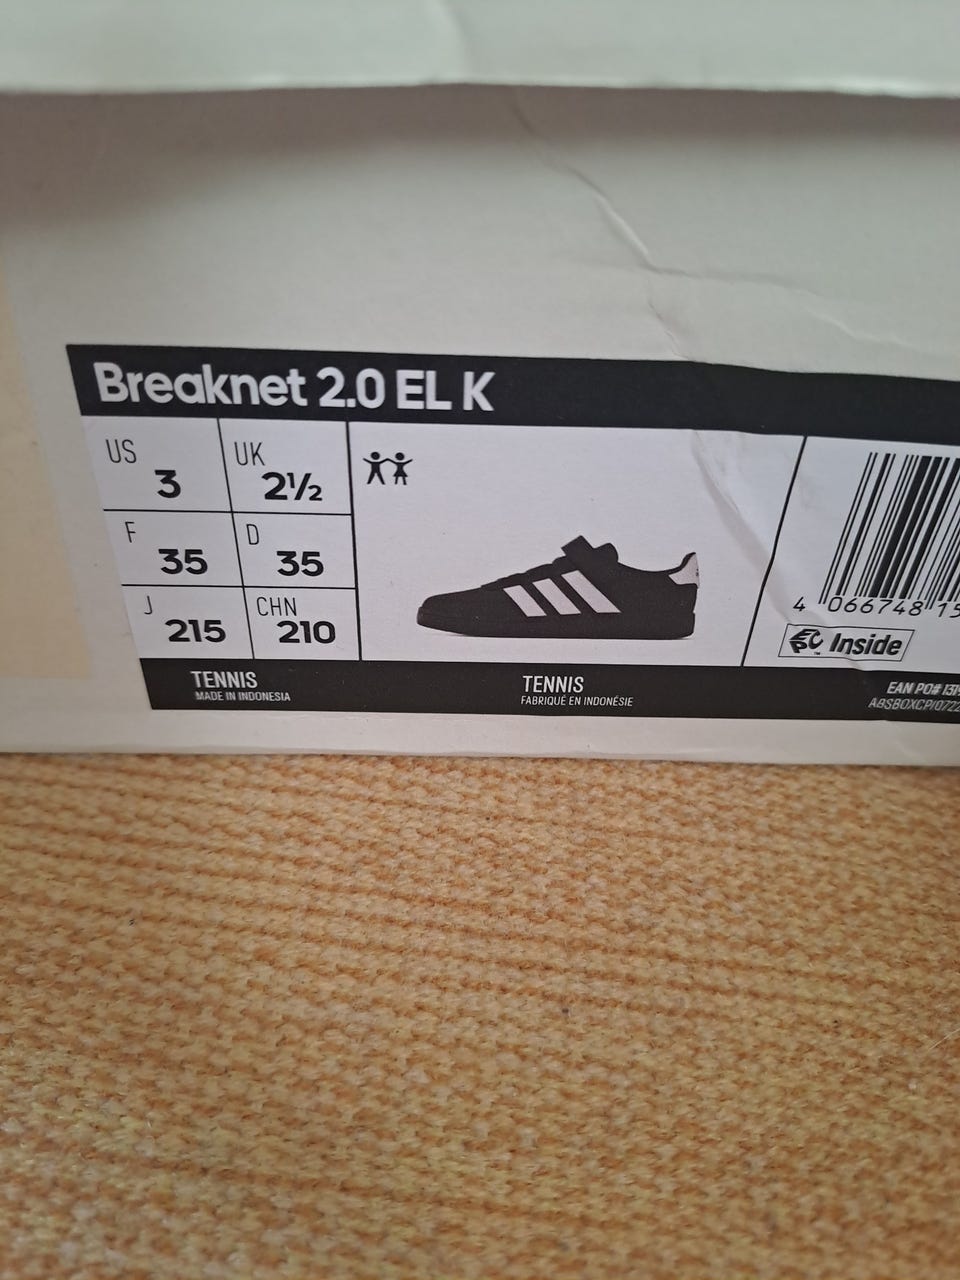 Breaknet 2.0 EL K
US 3 UK 2½
F 35 D 35
J 215 CHN 210
4 066748 15
EPC™ Inside
TENNIS
MADE IN INDONESIA
TENNIS
FABRIQUÉ EN INDONÉSIE
EAN PO#